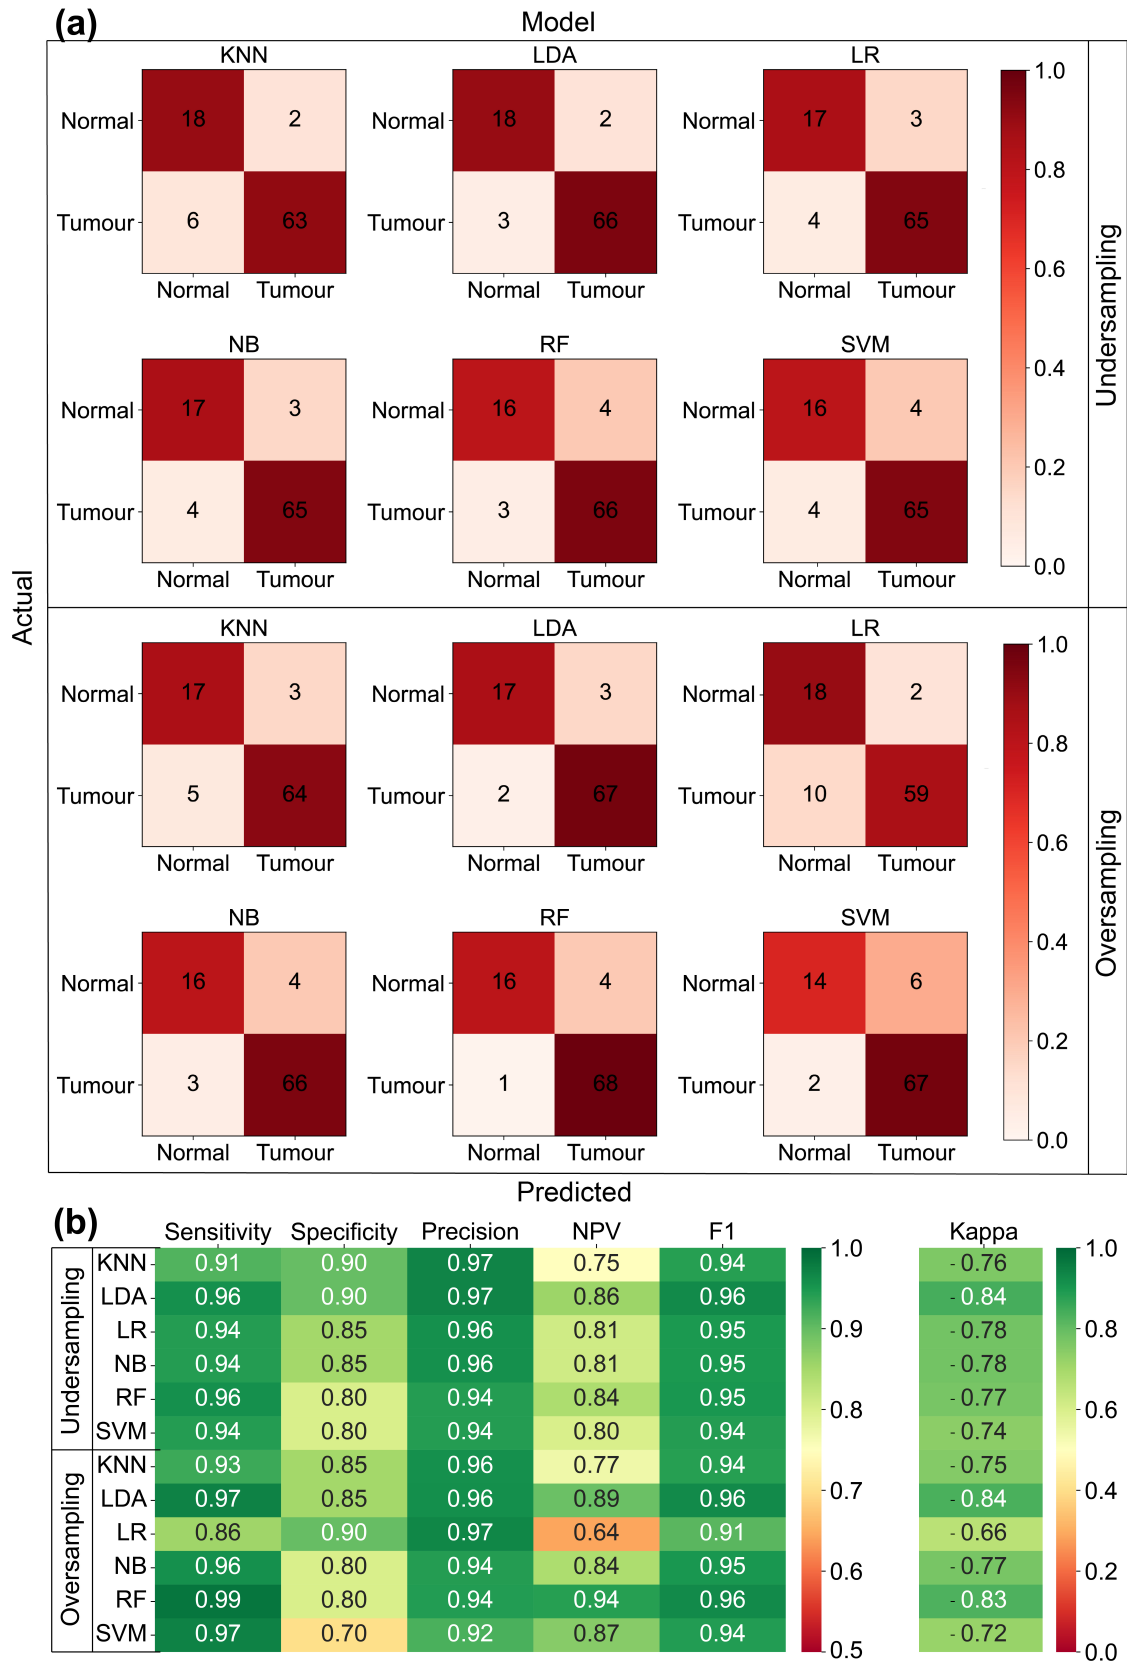 (a)
Model
KNN LDA LR
Normal 18 2 Normal 18 2 Normal 17 3
Tumour 6 63 Tumour 3 66 Tumour 4 65
Normal Tumour Normal Tumour Normal Tumour
NB RF SVM
Normal 17 3 Normal 16 4 Normal 16 4
Tumour 4 65 Tumour 3 66 Tumour 4 65
Normal Tumour Normal Tumour Normal Tumour
1.0
0.8
0.6
0.4
0.2
0.0
Undersampling
Actual
KNN LDA LR
Normal 17 3 Normal 17 3 Normal 18 2
Tumour 5 64 Tumour 2 67 Tumour 10 59
Normal Tumour Normal Tumour Normal Tumour
NB RF SVM
Normal 16 4 Normal 16 4 Normal 14 6
Tumour 3 66 Tumour 1 68 Tumour 2 67
Normal Tumour Normal Tumour Normal Tumour
1.0
0.8
0.6
0.4
0.2
0.0
Oversampling
Predicted
(b)
Sensitivity Specificity Precision NPV F1 Kappa
Undersampling
KNN 0.91 0.90 0.97 0.75 0.94 0.76
LDA 0.96 0.90 0.97 0.86 0.96 0.84
LR 0.94 0.85 0.96 0.81 0.95 0.78
NB 0.94 0.85 0.96 0.81 0.95 0.78
RF 0.96 0.80 0.94 0.84 0.95 0.77
SVM 0.94 0.80 0.94 0.80 0.94 0.74
Oversampling
KNN 0.93 0.85 0.96 0.77 0.94 0.75
LDA 0.97 0.85 0.96 0.89 0.96 0.84
LR 0.86 0.90 0.97 0.64 0.91 0.66
NB 0.96 0.80 0.94 0.84 0.95 0.77
RF 0.99 0.80 0.94 0.94 0.96 0.83
SVM 0.97 0.70 0.92 0.87 0.94 0.72
1.0
0.9
0.8
0.7
0.6
0.5
1.0
0.8
0.6
0.4
0.2
0.0